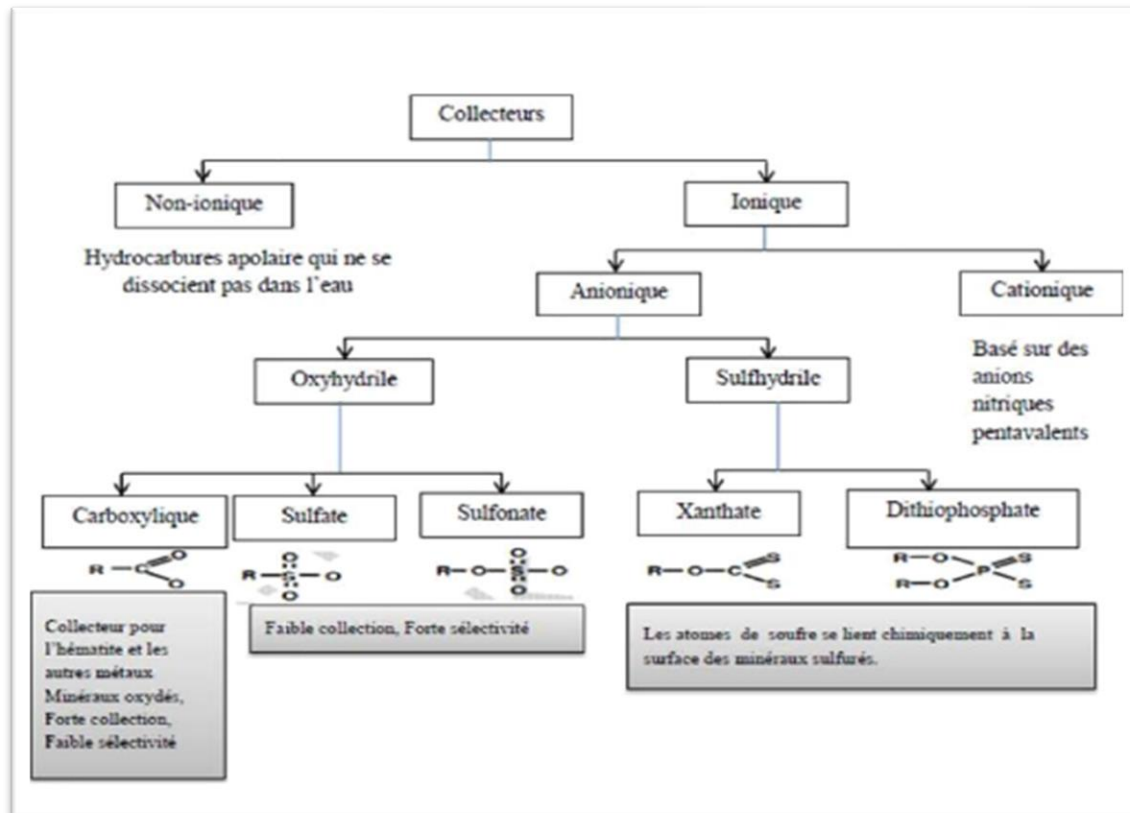 Collecteurs
Non-ionique
Ionique
Hydrocarbures apolaire qui ne se
dissocient pas dans l'eau
Anionique
Cationique
Basé sur des
anions
nitriques
pentavalents
Oxyhydrile
Sulfhydrile
Carboxylique
Sulfate
Sulfonate
Xanthate
Dithiophosphate
R–C O O
R–S–O O O
R–O–S–O O O
R–O–C S S
R–O R–O P S S
Collecteur pour
l'hématite et les
autres métaux
Minéraux oxydés,
Forte collection,
Faible sélectivité
Faible collection, Forte sélectivité
Les atomes de soufre se lient chimiquement à la
surface des minéraux sulfurés.